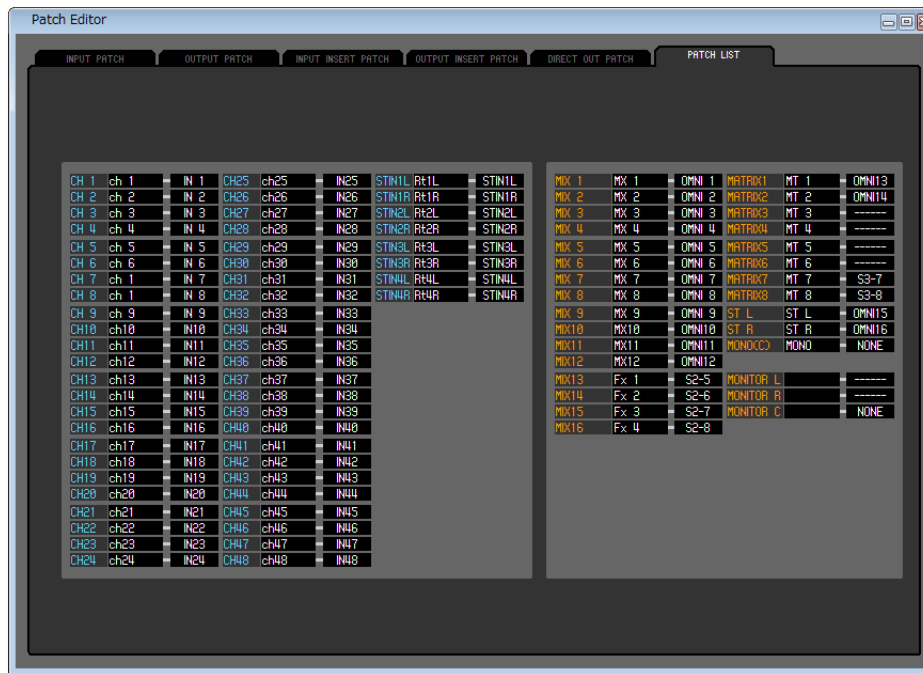 Patch Editor
INPUT PATCH OUTPUT PATCH INPUT INSERT PATCH OUTPUT INSERT PATCH DIRECT OUT PATCH PATCH LIST
CH 1 ch 1 IN 1 CH25 ch25 IN25 STIN1L Rt1L STIN1L MIX 1 MX 1 OMNI 1 MATRIX1 MT 1 OMNI13
CH 2 ch 2 IN 2 CH26 ch26 IN26 STIN1R Rt1R STIN1R MIX 2 MX 2 OMNI 2 MATRIX2 MT 2 OMNI14
CH 3 ch 3 IN 3 CH27 ch27 IN27 STIN2L Rt2L STIN2L MIX 3 MX 3 OMNI 3 MATRIX3 MT 3 ------
CH 4 ch 4 IN 4 CH28 ch28 IN28 STIN2R Rt2R STIN2R MIX 4 MX 4 OMNI 4 MATRIX4 MT 4 ------
CH 5 ch 5 IN 5 CH29 ch29 IN29 STIN3L Rt3L STIN3L MIX 5 MX 5 OMNI 5 MATRIX5 MT 5 ------
CH 6 ch 6 IN 6 CH30 ch30 IN30 STIN3R Rt3R STIN3R MIX 6 MX 6 OMNI 6 MATRIX6 MT 6 ------
CH 7 ch 1 IN 7 CH31 ch31 IN31 STIN4L Rt4L STIN4L MIX 7 MX 7 OMNI 7 MATRIX7 MT 7 S3-7
CH 8 ch 1 IN 8 CH32 ch32 IN32 STIN4R Rt4R STIN4R MIX 8 MX 8 OMNI 8 MATRIX8 MT 8 S3-8
CH 9 ch 9 IN 9 CH33 ch33 IN33 MIX 9 MX 9 OMNI 9 ST L ST L OMNI15
CH10 ch10 IN10 CH34 ch34 IN34 MIX10 MX10 OMNI10 ST R ST R OMNI16
CH11 ch11 IN11 CH35 ch35 IN35 MIX11 MX11 OMNI11 MONO(C) MONO NONE
CH12 ch12 IN12 CH36 ch36 IN36 MIX12 MX12 OMNI12
CH13 ch13 IN13 CH37 ch37 IN37 MIX13 Fx 1 S2-5 MONITOR L ------
CH14 ch14 IN14 CH38 ch38 IN38 MIX14 Fx 2 S2-6 MONITOR R ------
CH15 ch15 IN15 CH39 ch39 IN39 MIX15 Fx 3 S2-7 MONITOR C NONE
CH16 ch16 IN16 CH40 ch40 IN40 MIX16 Fx 4 S2-8
CH17 ch17 IN17 CH41 ch41 IN41
CH18 ch18 IN18 CH42 ch42 IN42
CH19 ch19 IN19 CH43 ch43 IN43
CH20 ch20 IN20 CH44 ch44 IN44
CH21 ch21 IN21 CH45 ch45 IN45
CH22 ch22 IN22 CH46 ch46 IN46
CH23 ch23 IN23 CH47 ch47 IN47
CH24 ch24 IN24 CH48 ch48 IN48